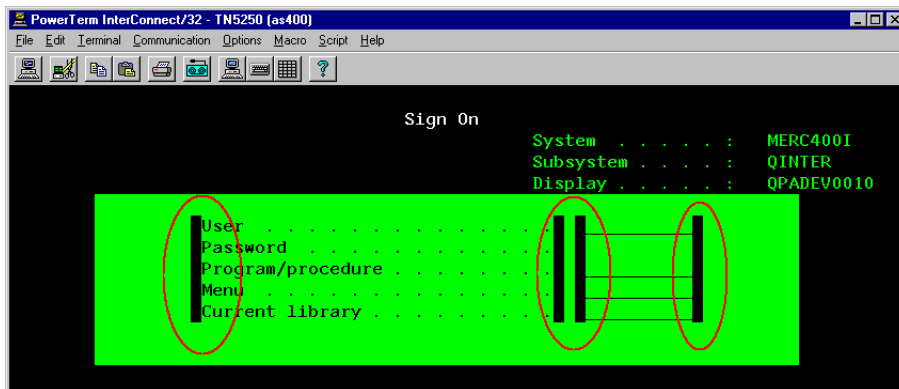 PowerTerm InterConnect/32 - TN5250 (as400)
File Edit Terminal Communication Options Macro Script Help
Sign On
System . . . . . : MERC400I
Subsystem . . . . : QINTER
Display . . . . . : QPADEV0010
User . . . . . . . . . . . . . .
Password . . . . . . . . . . . .
Program/procedure . . . . . . . .
Menu . . . . . . . . . . . . . .
Current library . . . . . . . . .